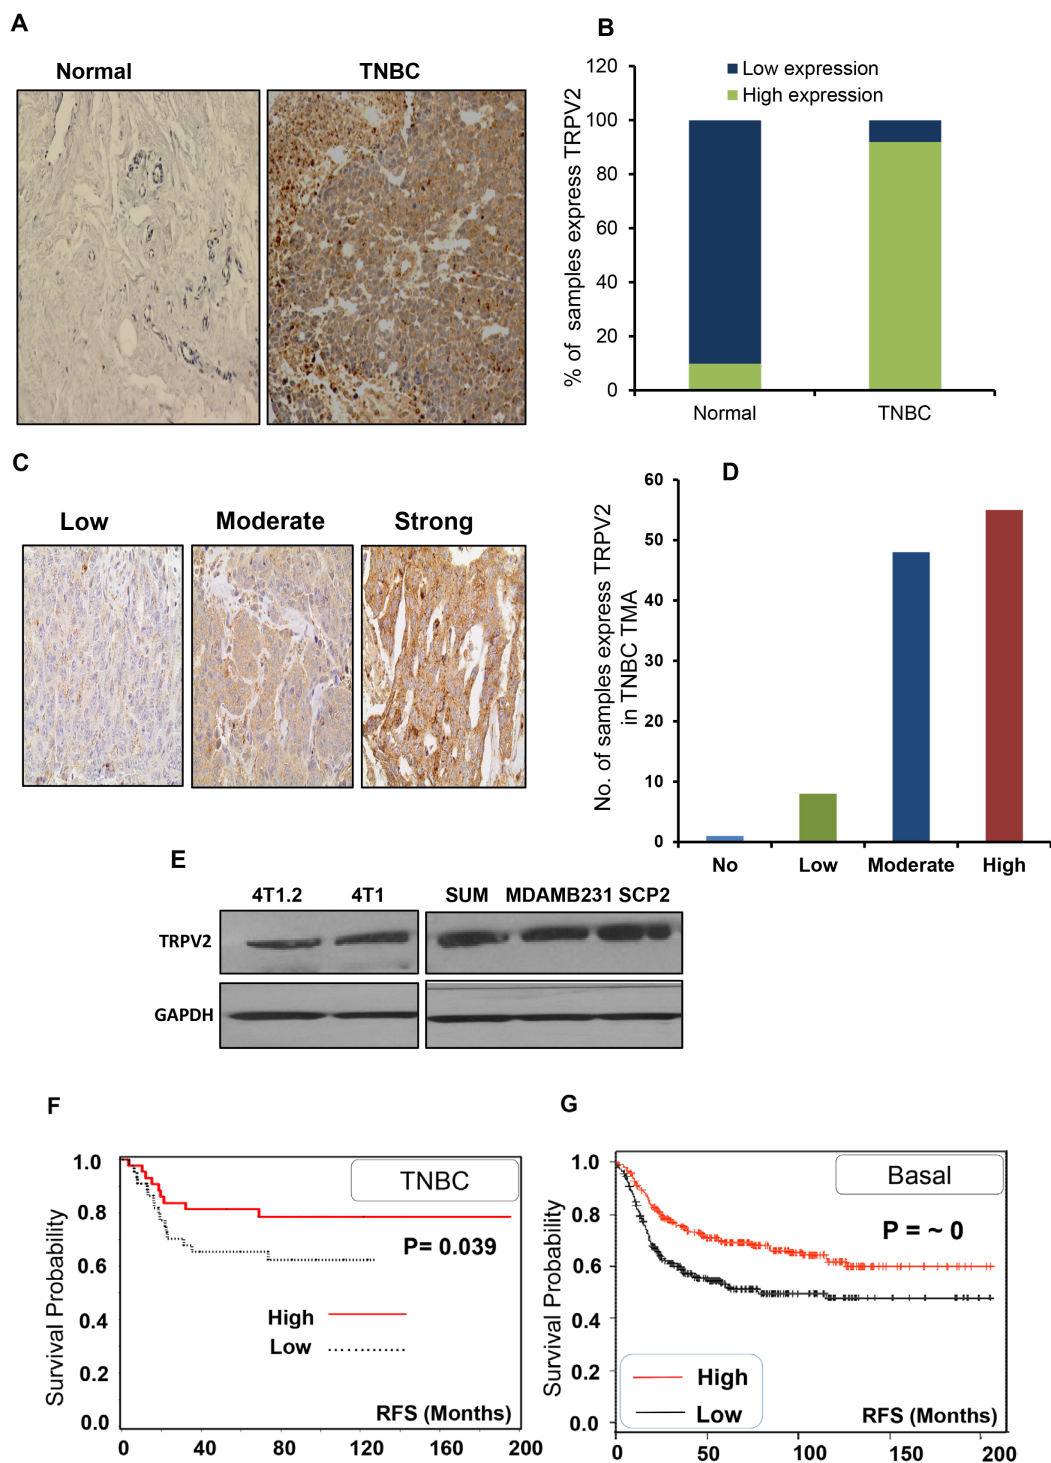 A
Normal
TNBC
B
% of samples express TRPV2
120
100
80
60
40
20
0
Low expression
High expression
Normal
TNBC
C
Low
Moderate
Strong
D
No. of samples express TRPV2
in TNBC TMA
60
50
40
30
20
10
0
No
Low
Moderate
High
E
4T1.2
4T1
SUM
MDAMB231
SCP2
TRPV2
GAPDH
F
Survival Probability
1.0
0.8
0.6
0.4
0.2
0.0
TNBC
P= 0.039
High
Low
RFS (Months)
0
40
80
120
160
200
G
Survival Probability
1.0
0.8
0.6
0.4
0.2
0.0
Basal
P = ~ 0
High
Low
RFS (Months)
0
50
100
150
200